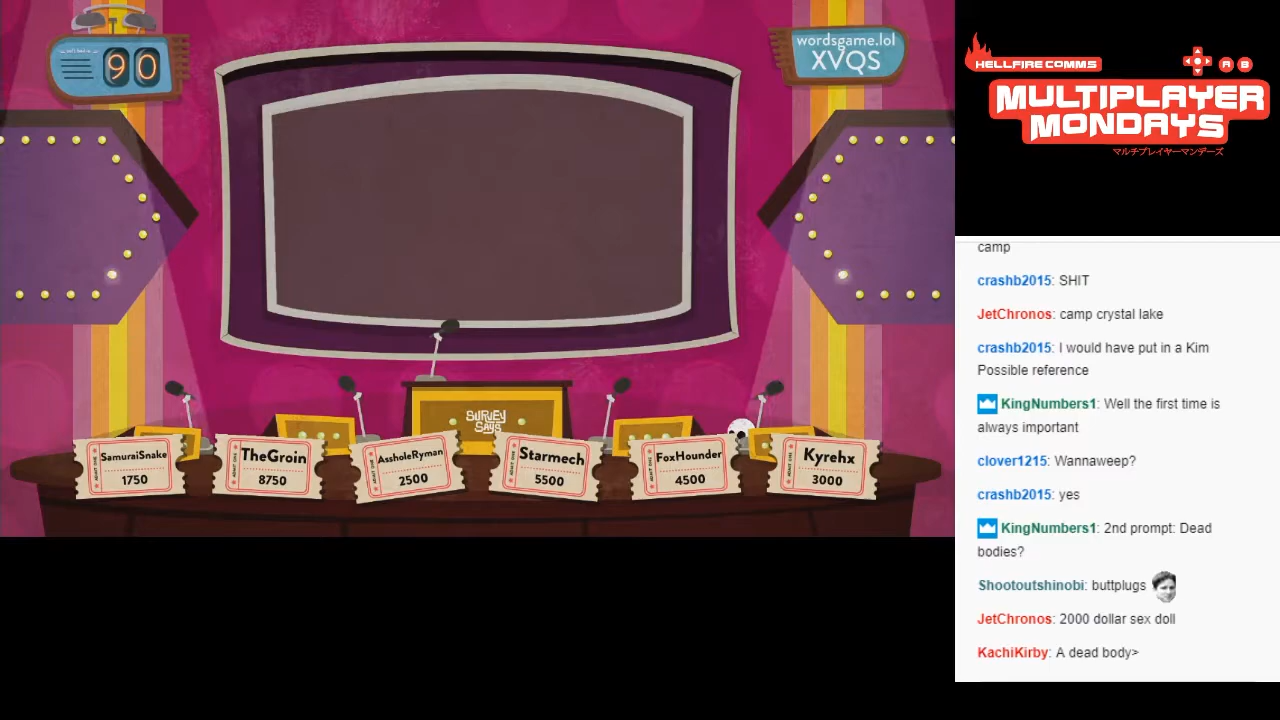 90
wordsgame.lol
XVQS
SURVEY
SAYS
SamuraiSnake
1750
TheGroin
8750
AssholeRyman
2500
Starmech
5500
FoxHounder
4500
Kyrehx
3000
HELLFIRE COMMS
A B
MULTIPLAYER
MONDAYS
マルチプレイヤーマンデーズ
camp
crashb2015: SHIT
JetChronos: camp crystal lake
crashb2015: I would have put in a Kim
Possible reference
KingNumbers1: Well the first time is
always important
clover1215: Wannaweep?
crashb2015: yes
KingNumbers1: 2nd prompt: Dead
bodies?
Shootoutshinobi: buttplugs
JetChronos: 2000 dollar sex doll
KachiKirby: A dead body>